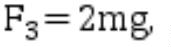 F₃ = 2mg,